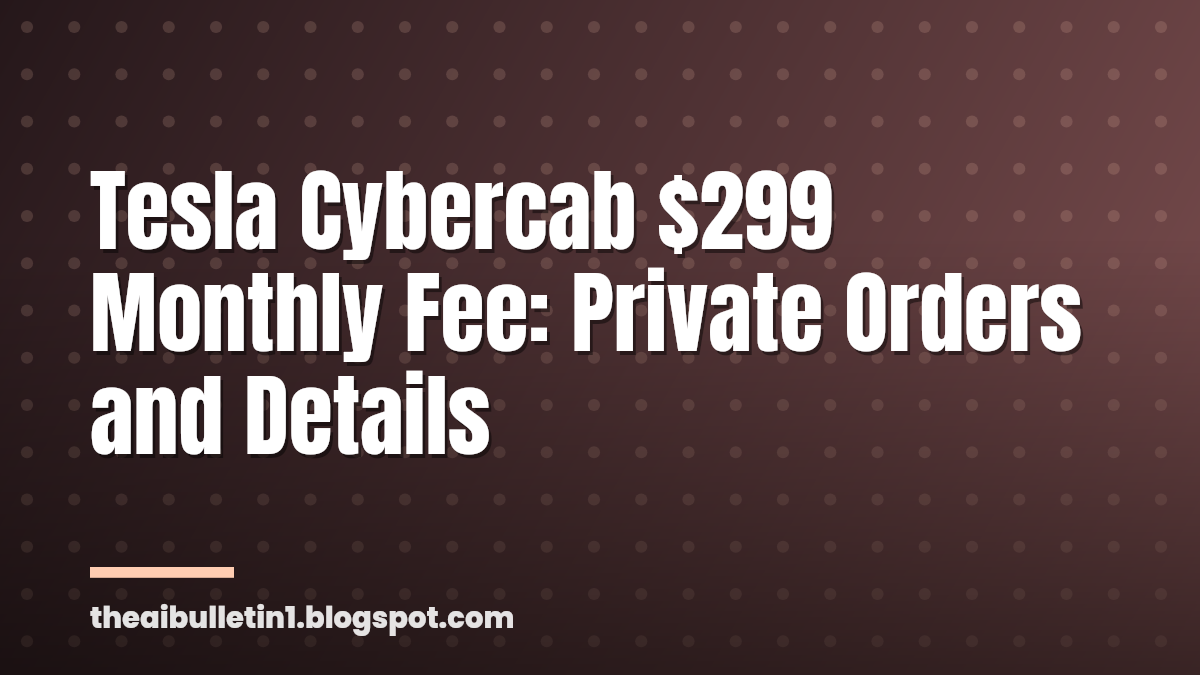 Tesla Cybercab $299
Monthly Fee: Private Orders
and Details
theaibulletin1.blogspot.com